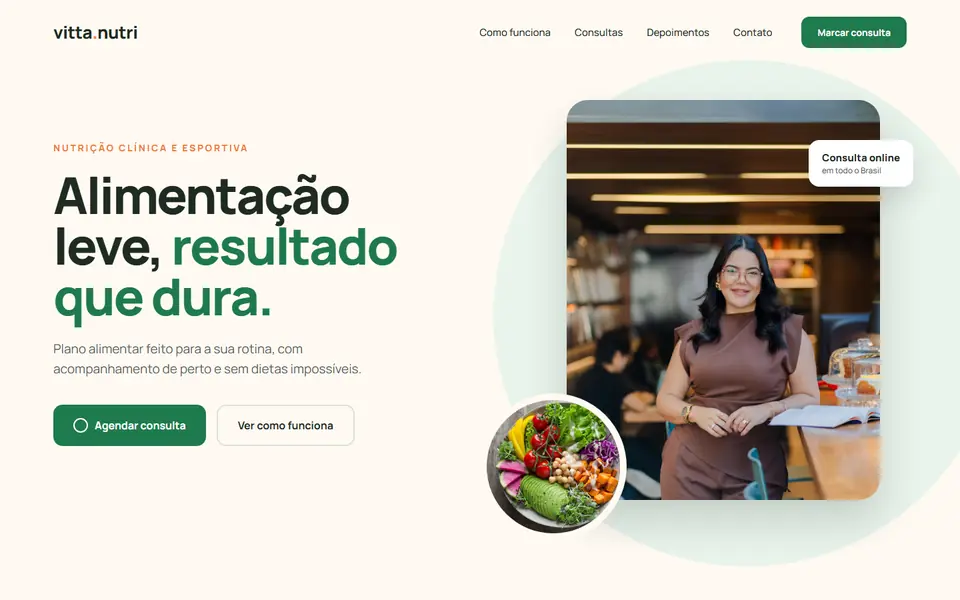 vitta.nutri
Como funciona
Consultas
Depoimentos
Contato
Marcar consulta
NUTRIÇÃO CLÍNICA E ESPORTIVA
Alimentação
leve, resultado
que dura.
Plano alimentar feito para a sua rotina, com
acompanhamento de perto e sem dietas impossíveis.
Agendar consulta
Ver como funciona
Consulta online
em todo o Brasil